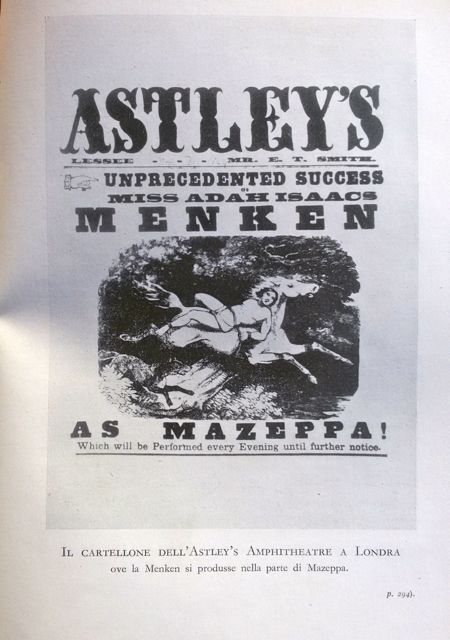 ASTLEY'S
LESSEE - - - MR. E. T. SMITH.
UNPRECEDENTED SUCCESS
OF
MISS ADAH ISAACS
MENKEN
AS MAZEPPA!
Which will be Performed every Evening until further notice.
IL CARTELLONE DELL'ASTLEY'S AMPHITHEATRE A LONDRA
ove la Menken si produsse nella parte di Mazeppa.
p. 294).